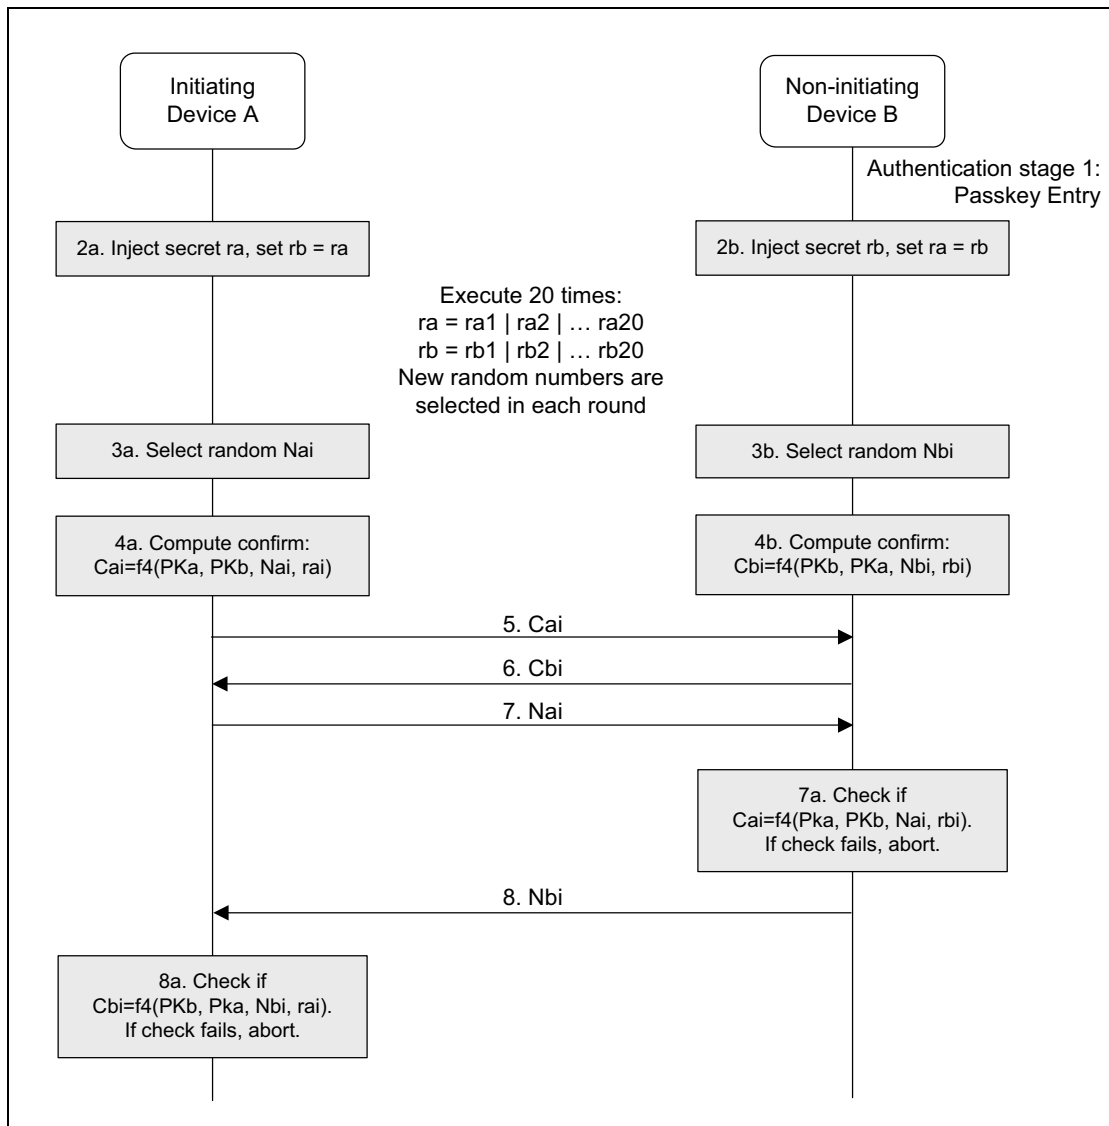 Initiating
Device A
Non-initiating
Device B
Authentication stage 1:
Passkey Entry
2a. Inject secret ra, set rb = ra
2b. Inject secret rb, set ra = rb
Execute 20 times:
ra = ra1 | ra2 | … ra20
rb = rb1 | rb2 | … rb20
New random numbers are
selected in each round
3a. Select random Nai
3b. Select random Nbi
4a. Compute confirm:
Cai=f4(PKa, PKb, Nai, rai)
4b. Compute confirm:
Cbi=f4(PKb, PKa, Nbi, rbi)
5. Cai
6. Cbi
7. Nai
7a. Check if
Cai=f4(Pka, PKb, Nai, rbi).
If check fails, abort.
8. Nbi
8a. Check if
Cbi=f4(PKb, Pka, Nbi, rai).
If check fails, abort.